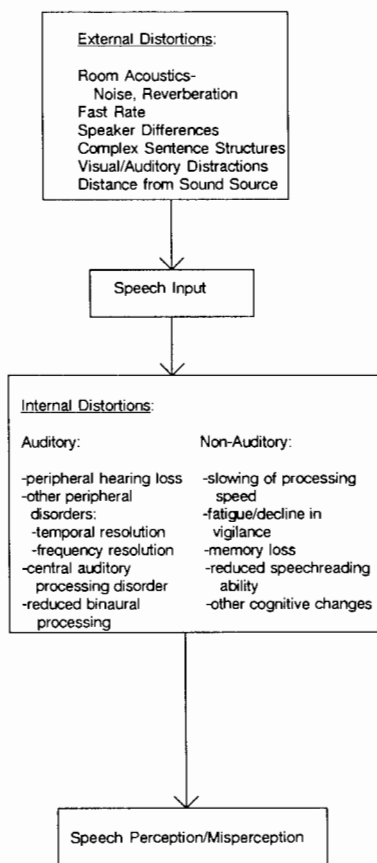 External Distortions:
Room Acoustics-
Noise, Reverberation
Fast Rate
Speaker Differences
Complex Sentence Structures
Visual/Auditory Distractions
Distance from Sound Source
Speech Input
Internal Distortions:
Auditory:
-peripheral hearing loss
-other peripheral
disorders:
-temporal resolution
-frequency resolution
-central auditory
processing disorder
-reduced binaural
processing
Non-Auditory:
-slowing of processing
speed
-fatigue/decline in
vigilance
-memory loss
-reduced speechreading
ability
-other cognitive changes
Speech Perception/Misperception